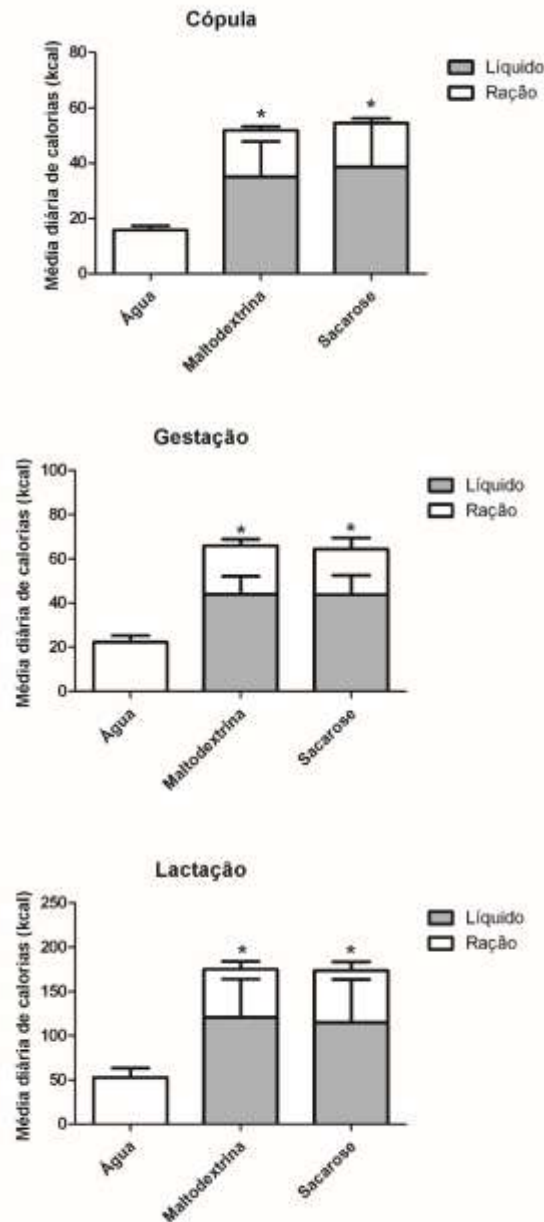 Cópula
Média diária de calorias (kcal)
80
60
40
20
0
* *
Líquido
Ração
Água
Maltodextrina
Sacarose
Gestação
Média diária de calorias (kcal)
100
80
60
40
20
0
* *
Líquido
Ração
Água
Maltodextrina
Sacarose
Lactação
Média diária de calorias (kcal)
250
200
150
100
50
0
* *
Líquido
Ração
Água
Maltodextrina
Sacarose